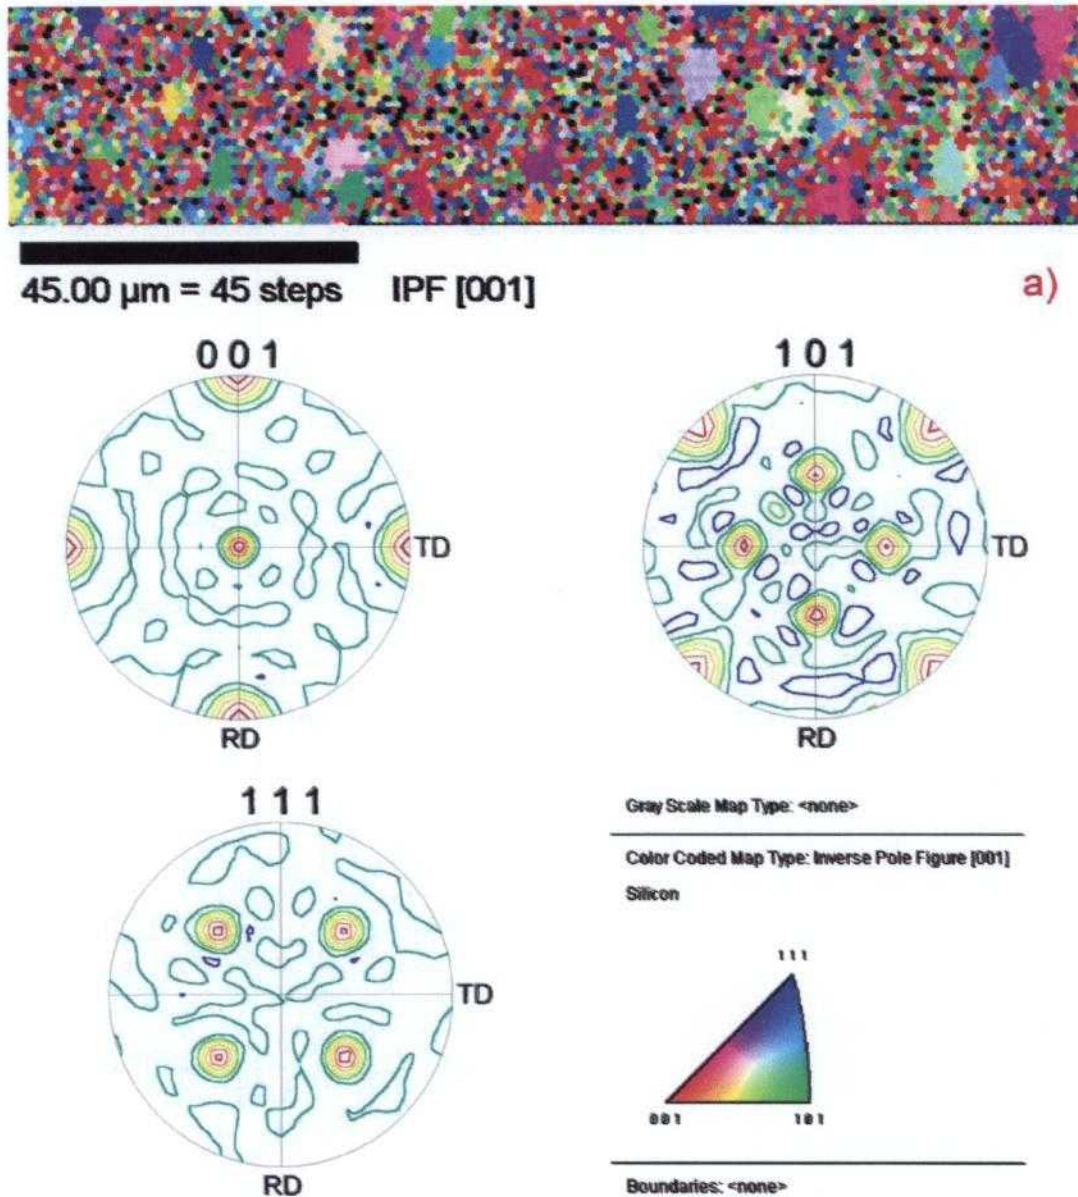 45.00 µm = 45 steps IPF [001]
a)
0 0 1
TD
RD
1 0 1
TD
RD
1 1 1
TD
RD
Gray Scale Map Type: <none>
Color Coded Map Type: Inverse Pole Figure [001]
Silicon
111
001 101
Boundaries: <none>